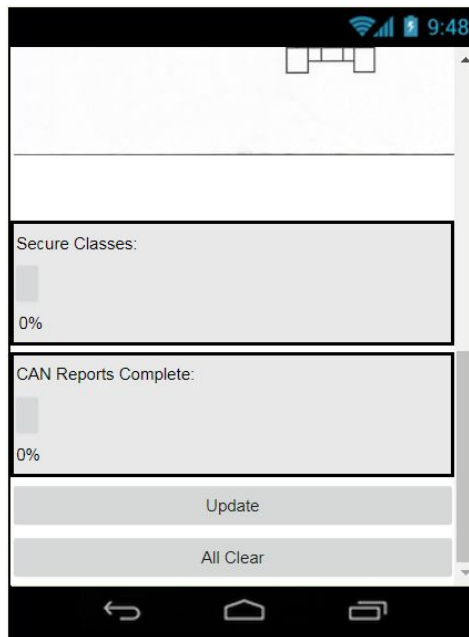 9:48
Secure Classes:
0%
CAN Reports Complete:
0%
Update
All Clear